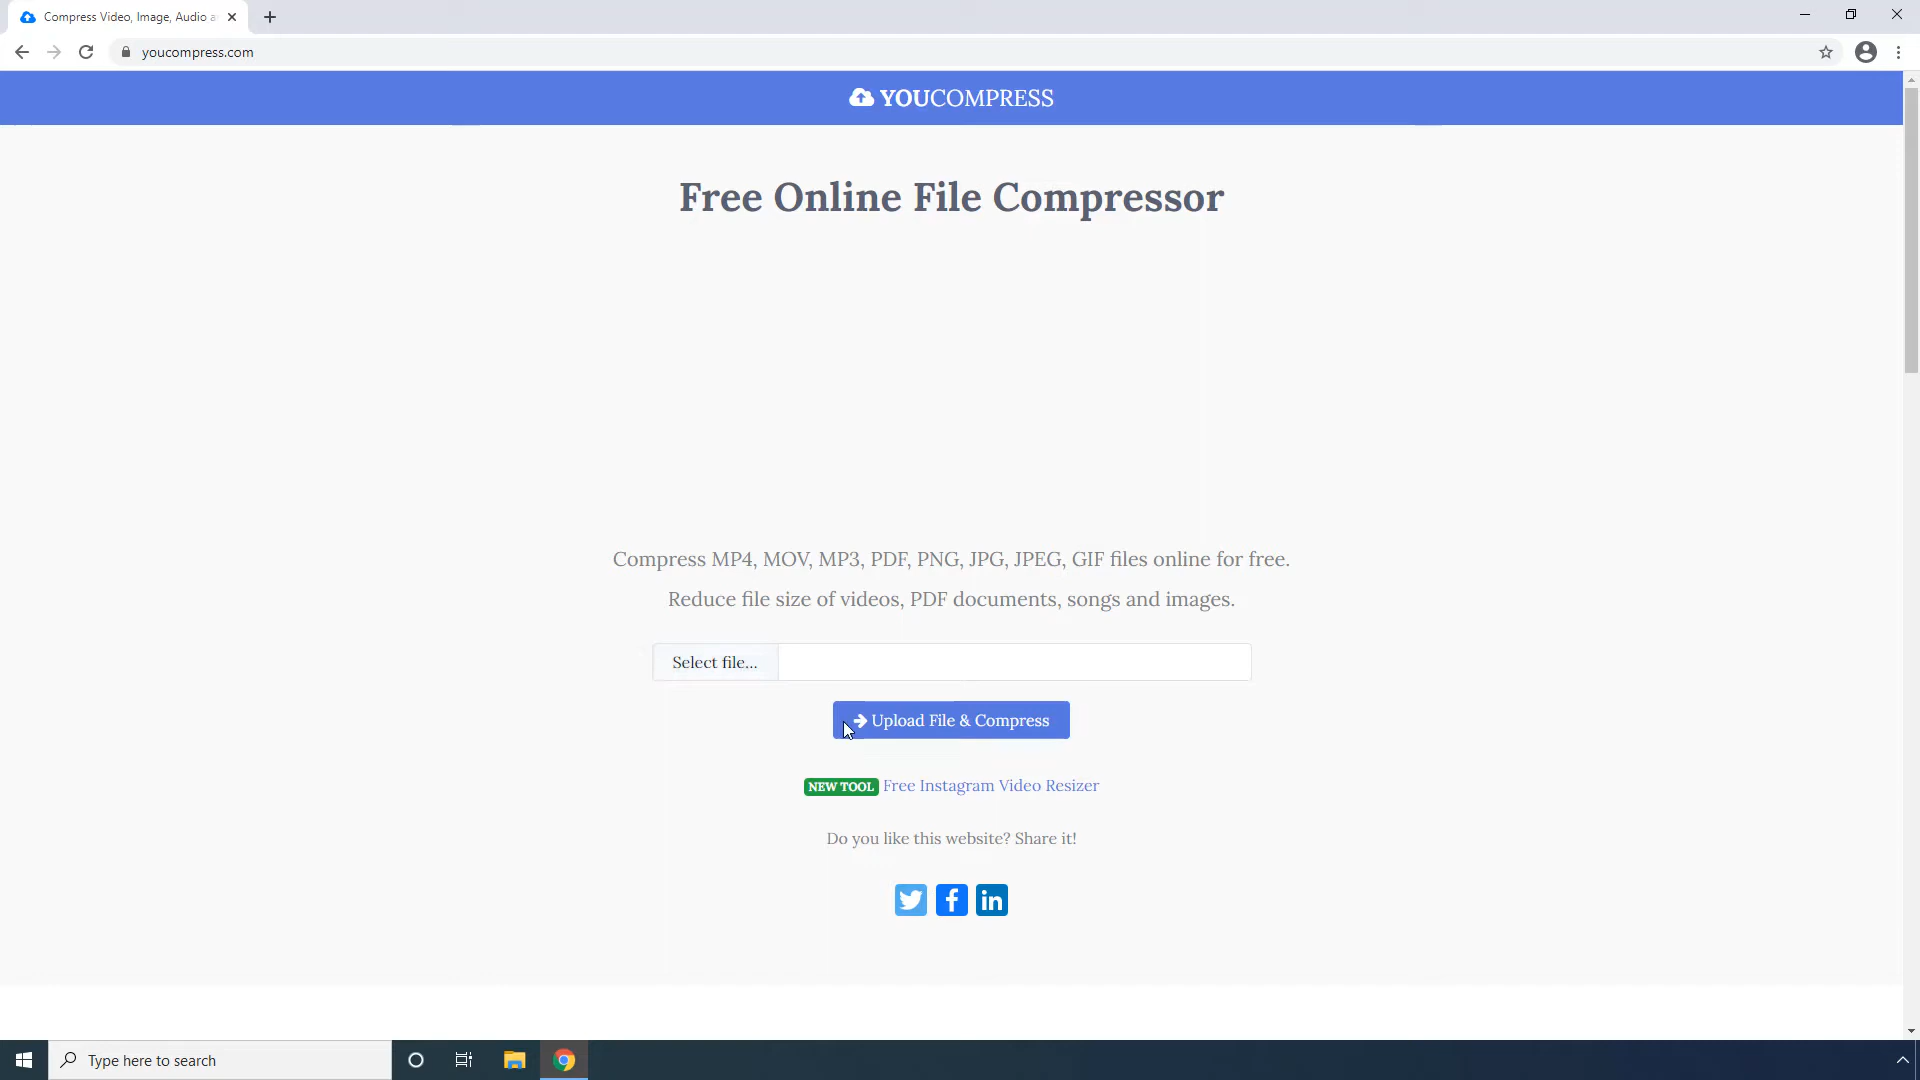 Compress Video, Image, Audio a
youcompress.com
YOUCOMPRESS
Free Online File Compressor
Compress MP4, MOV, MP3, PDF, PNG, JPG, JPEG, GIF files online for free.
Reduce file size of videos, PDF documents, songs and images.
Select file...
Upload File & Compress
NEW TOOL Free Instagram Video Resizer
Do you like this website? Share it!
Type here to search